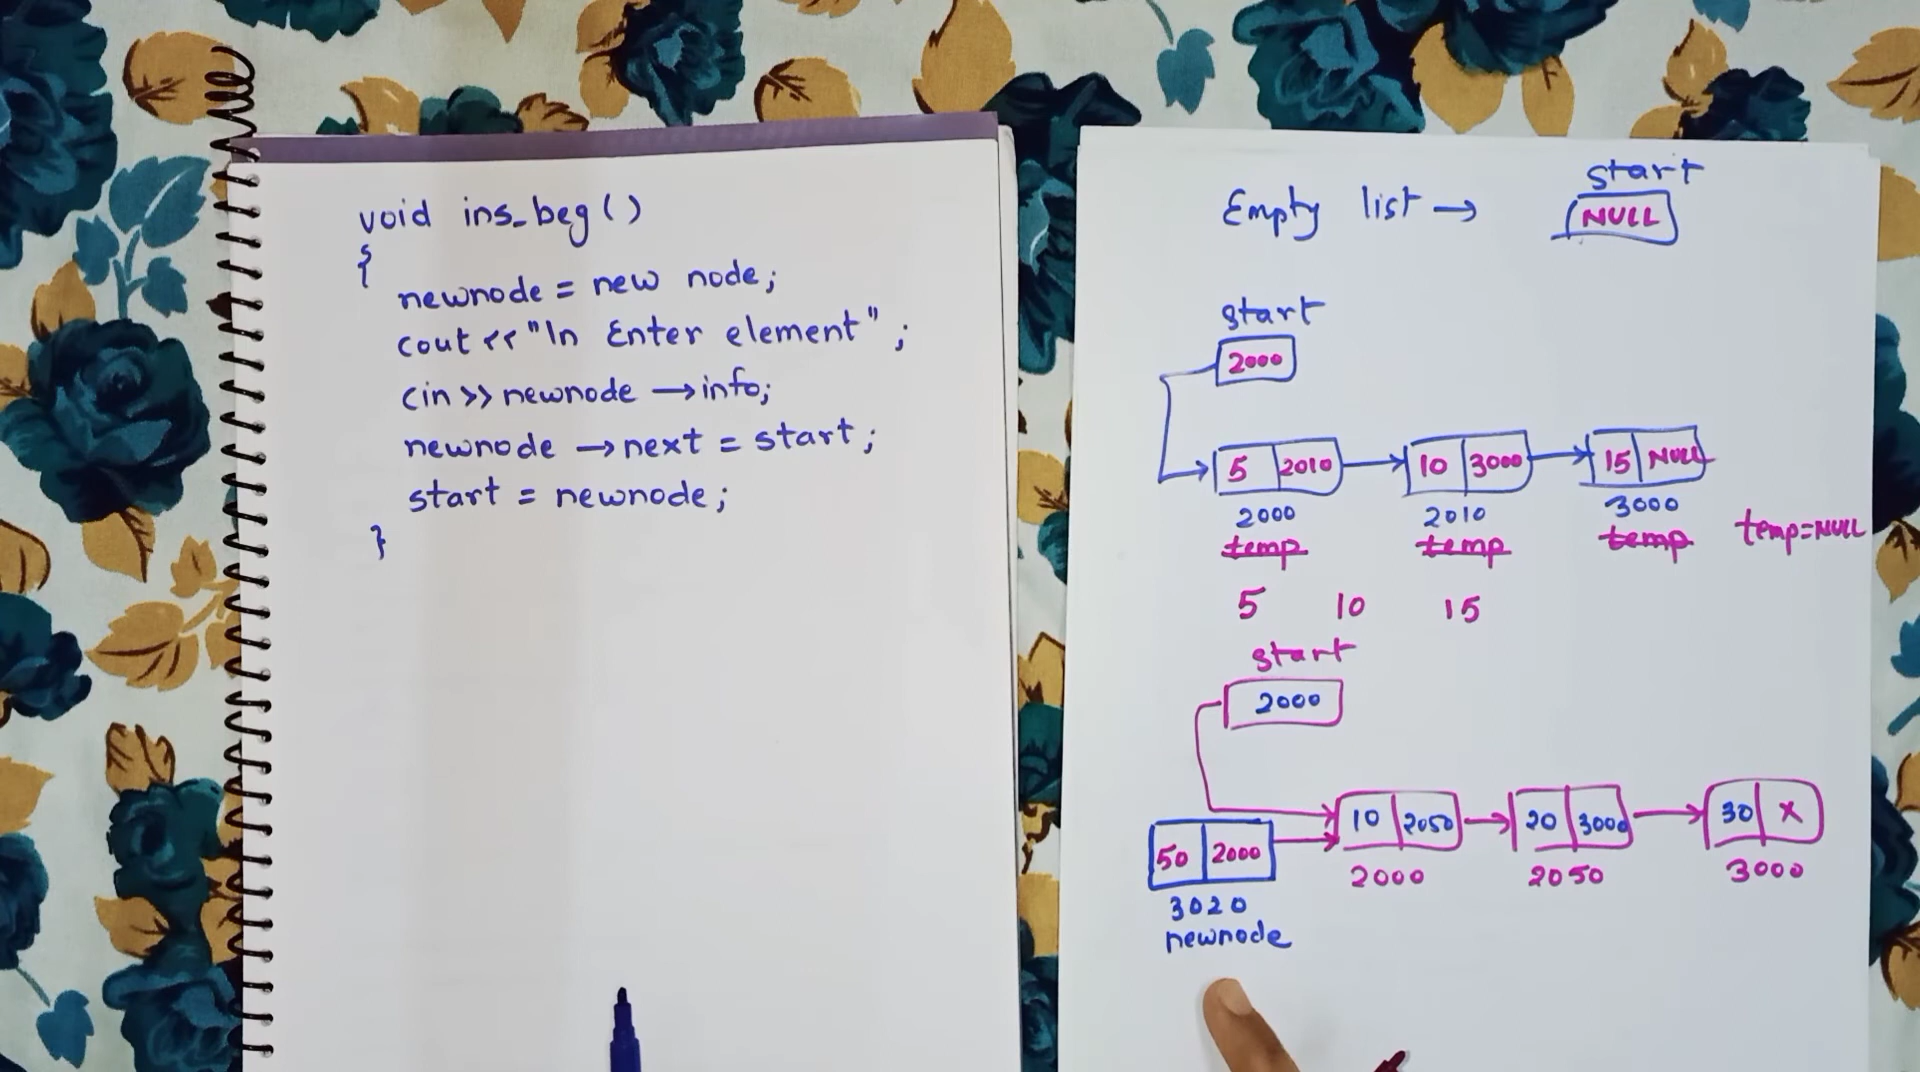 void ins_beg()
{
newnode = new node;
cout << "\n Enter element";
cin >> newnode → info;
newnode → next = start;
start = newnode;
}
Empty list →
start
NULL
start
2000
5 2010 → 10 3000 → 15 NULL
2000 2010 3000
temp temp temp temp=NULL
5 10 15
start
2000
50 2000 → 10 2050 → 20 3000 → 30 X
3020 2000 2050 3000
newnode